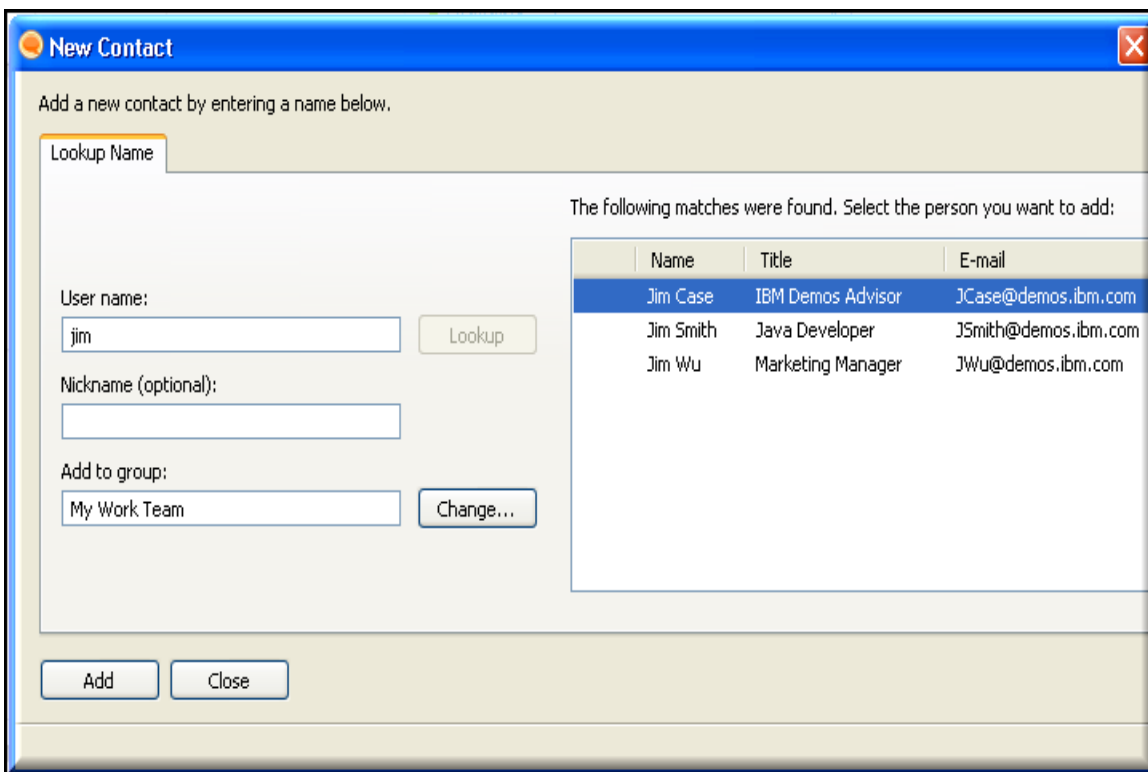 New Contact
Add a new contact by entering a name below.
Lookup Name
The following matches were found. Select the person you want to add:
Name Title E-mail
Jim Case IBM Demos Advisor JCase@demos.ibm.com
Jim Smith Java Developer JSmith@demos.ibm.com
Jim Wu Marketing Manager JWu@demos.ibm.com
User name:
jim
Lookup
Nickname (optional):
Add to group:
My Work Team
Change...
Add
Close